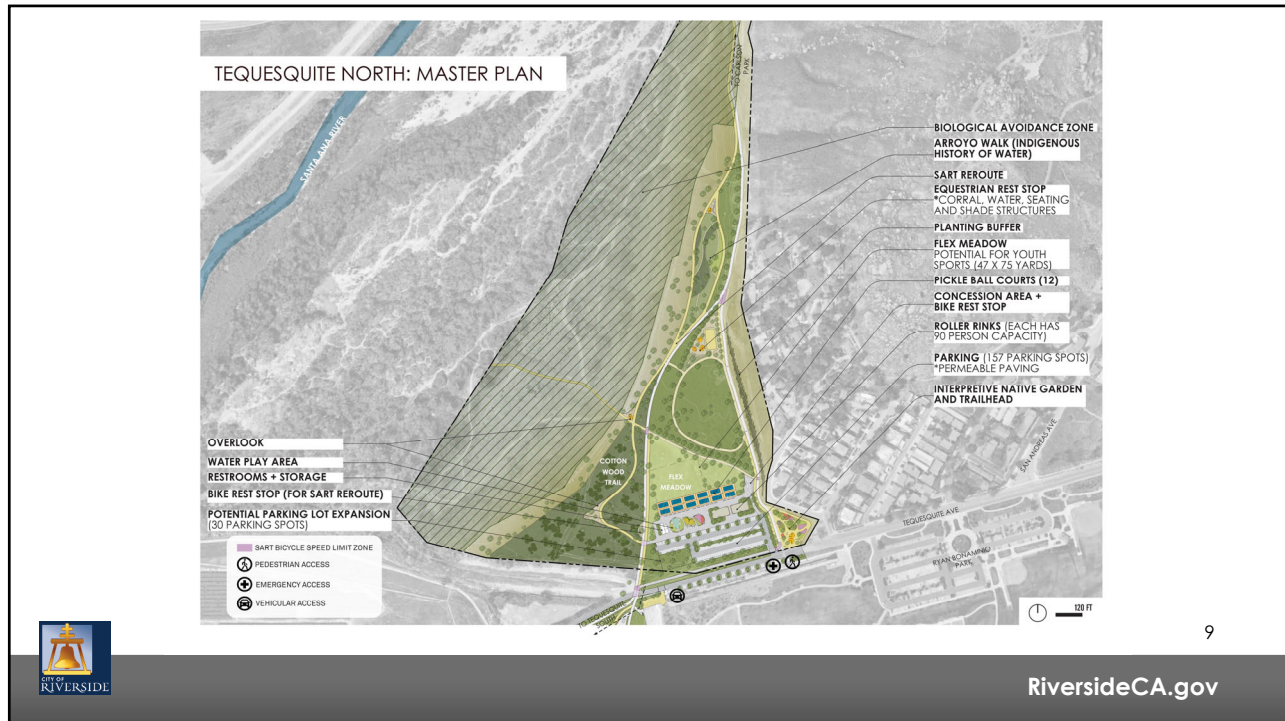 TEQUESQUITE NORTH: MASTER PLAN
SANTA ANA RIVER
TO CARLSON
PARK
BIOLOGICAL AVOIDANCE ZONE
ARROYO WALK (INDIGENOUS
HISTORY OF WATER)
SART REROUTE
EQUESTRIAN REST STOP
*CORRAL, WATER, SEATING
AND SHADE STRUCTURES
PLANTING BUFFER
FLEX MEADOW
POTENTIAL FOR YOUTH
SPORTS (47 X 75 YARDS)
PICKLE BALL COURTS (12)
CONCESSION AREA +
BIKE REST STOP
ROLLER RINKS (EACH HAS
90 PERSON CAPACITY)
PARKING (157 PARKING SPOTS)
*PERMEABLE PAVING
INTERPRETIVE NATIVE GARDEN
AND TRAILHEAD
OVERLOOK
WATER PLAY AREA
RESTROOMS + STORAGE
BIKE REST STOP (FOR SART REROUTE)
POTENTIAL PARKING LOT EXPANSION
(30 PARKING SPOTS)
COTTON
WOOD
TRAIL
FLEX
MEADOW
SAN ANDREAS AVE
TEQUESQUITE AVE
RYAN BONAMINIO
PARK
SART BICYCLE SPEED LIMIT ZONE
PEDESTRIAN ACCESS
EMERGENCY ACCESS
VEHICULAR ACCESS
TO TEQUESQUITE
SOUTH
120 FT
9
CITY OF
RIVERSIDE
RiversideCA.gov